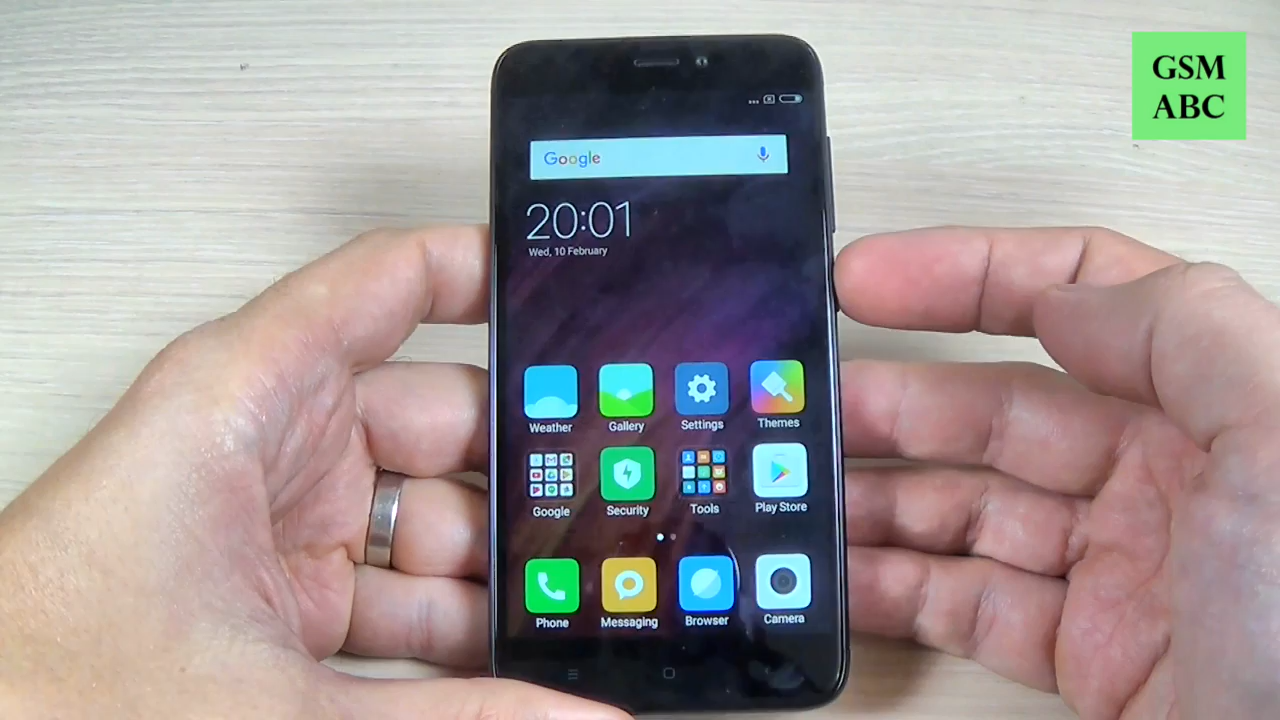 GSM
ABC
Google
20:01
Wed, 10 February
Weather
Gallery
Settings
Themes
Google
Security
Tools
Play Store
Phone
Messaging
Browser
Camera